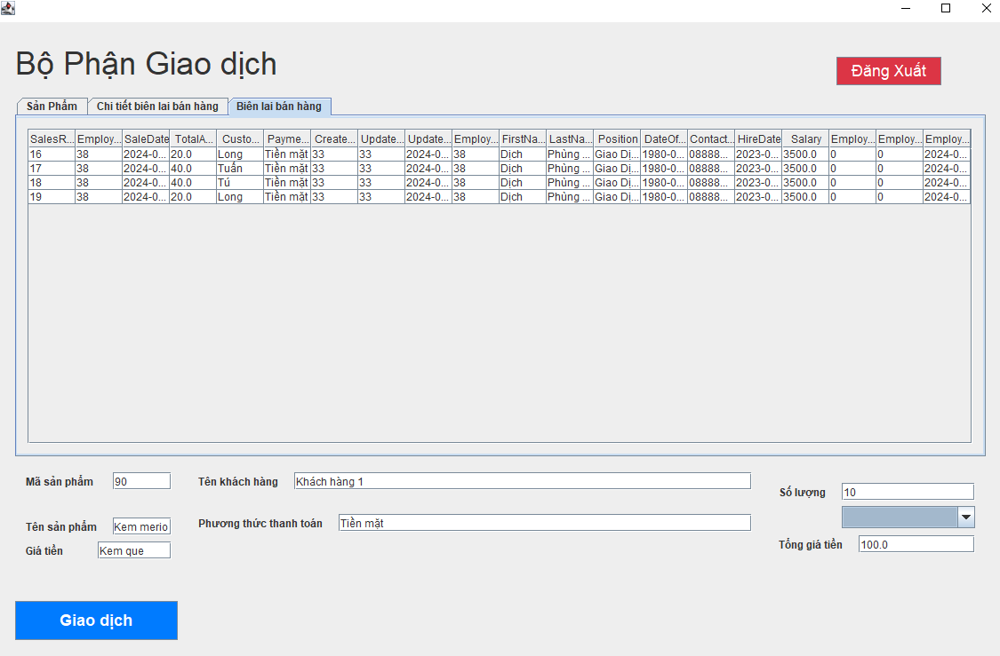 Bộ Phận Giao dịch
Đăng Xuất
Sản Phẩm Chi tiết biên lai bán hàng Biên lai bán hàng
SalesR... Employ... SaleDate TotalA... Custo... Payme... Create... Update... Update... Employ... FirstNa... LastNa... Position DateOf... Contact... HireDate Salary Employ... Employ... Employ...
16 38 2024-0... 20.0 Long Tiền mặt 33 33 2024-0... 38 Dịch Phùng ... Giao Dị... 1980-0... 08888... 2023-0... 3500.0 0 0 2024-0...
17 38 2024-0... 40.0 Tuấn Tiền mặt 33 33 2024-0... 38 Dịch Phùng ... Giao Dị... 1980-0... 08888... 2023-0... 3500.0 0 0 2024-0...
18 38 2024-0... 40.0 Tú Tiền mặt 33 33 2024-0... 38 Dịch Phùng ... Giao Dị... 1980-0... 08888... 2023-0... 3500.0 0 0 2024-0...
19 38 2024-0... 20.0 Long Tiền mặt 33 33 2024-0... 38 Dịch Phùng ... Giao Dị... 1980-0... 08888... 2023-0... 3500.0 0 0 2024-0...
Mã sản phẩm 90 Tên khách hàng Khách hàng 1
Số lượng 10
Tên sản phẩm Kem merio Phương thức thanh toán Tiền mặt
Giá tiền Kem que
Tổng giá tiền 100.0
Giao dịch